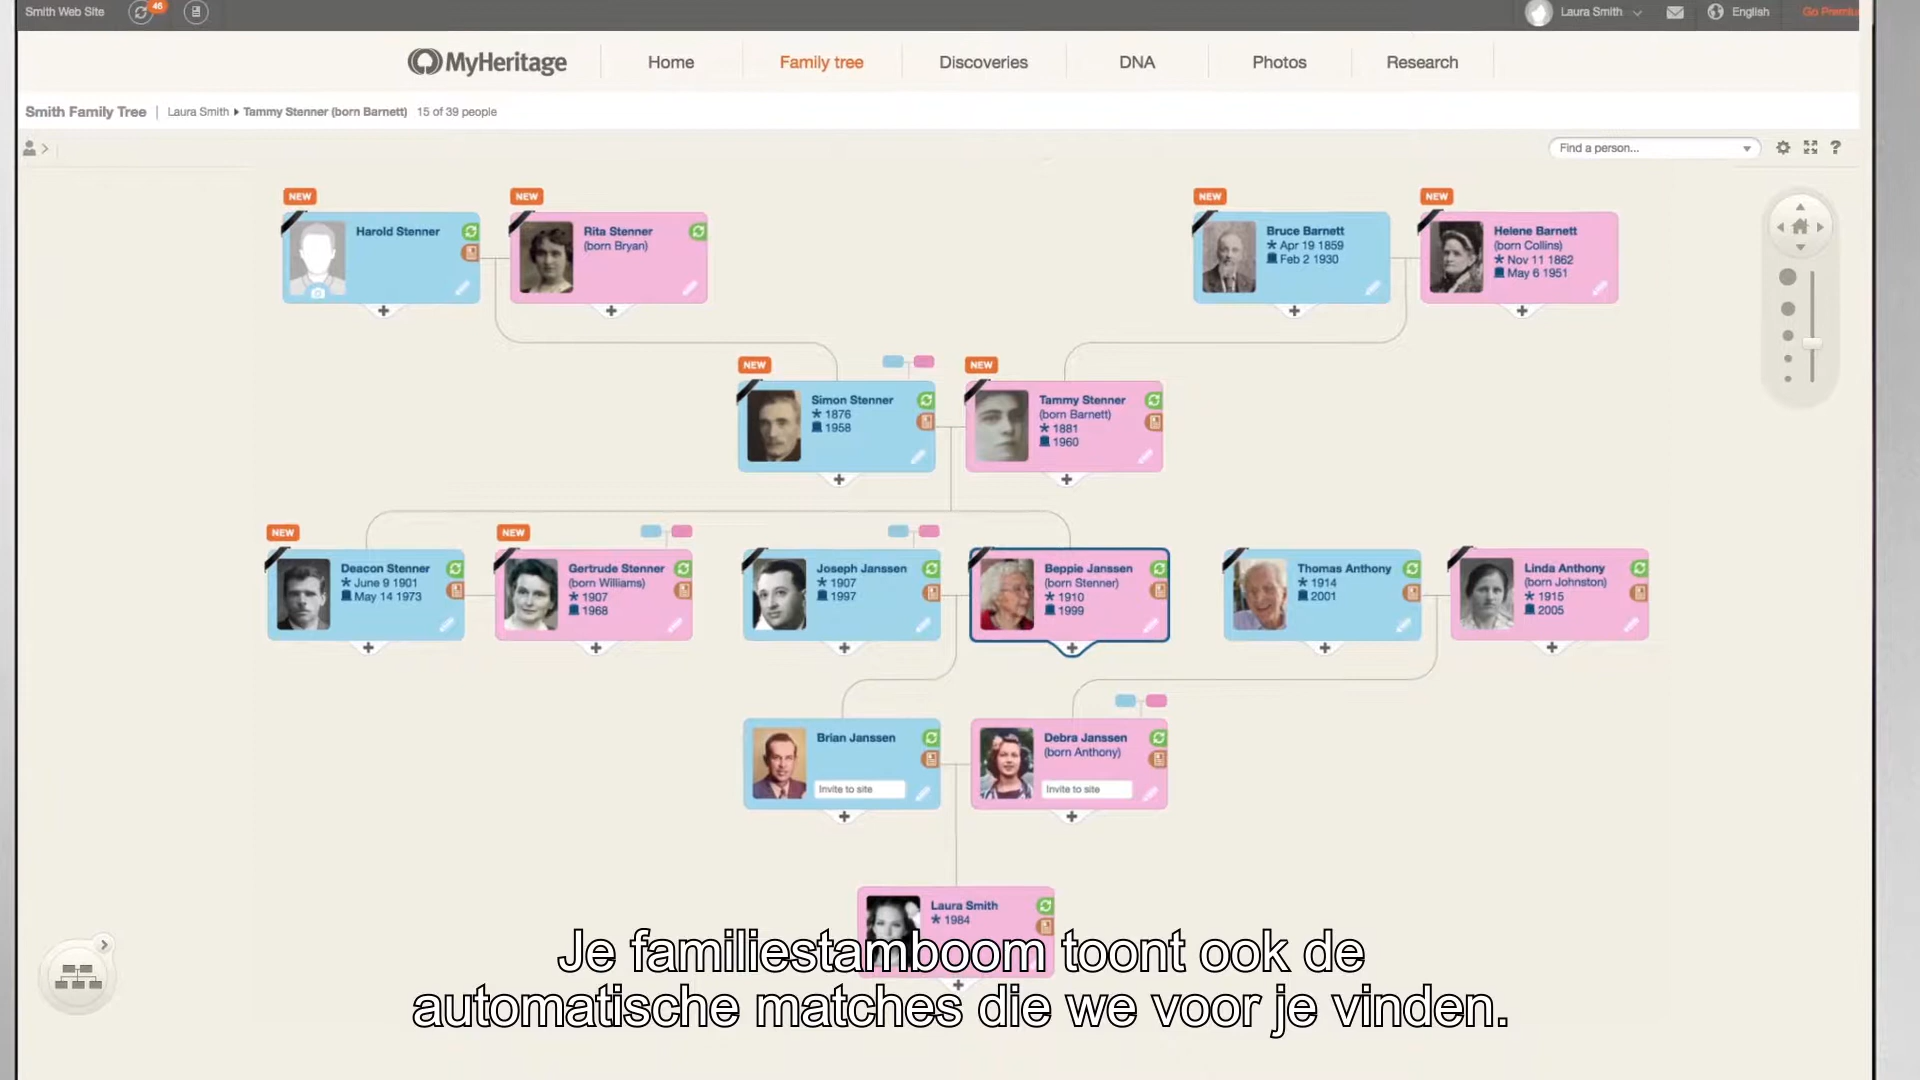 Smith Web Site
46
Laura Smith
English
MyHeritage
Home
Family tree
Discoveries
DNA
Photos
Research
Smith Family Tree
Laura Smith
Tammy Stenner (born Barnett)
15 of 39 people
Find a person...
?
NEW
Harold Stenner
NEW
Rita Stenner
(born Bryan)
NEW
Bruce Barnett
Apr 19 1859
Feb 2 1930
NEW
Helene Barnett
(born Collins)
Nov 11 1862
May 6 1951
NEW
Simon Stenner
1876
1958
NEW
Tammy Stenner
(born Barnett)
1881
1960
NEW
Deacon Stenner
June 9 1901
May 14 1973
NEW
Gertrude Stenner
(born Williams)
1907
1968
Joseph Janssen
1907
1997
Beppie Janssen
(born Stenner)
1910
1999
Thomas Anthony
1914
2001
Linda Anthony
(born Johnston)
1915
2005
Brian Janssen
Invite to site
Debra Janssen
(born Anthony)
Invite to site
Laura Smith
1984
Je familiestamboom toont ook de
automatische matches die we voor je vinden.